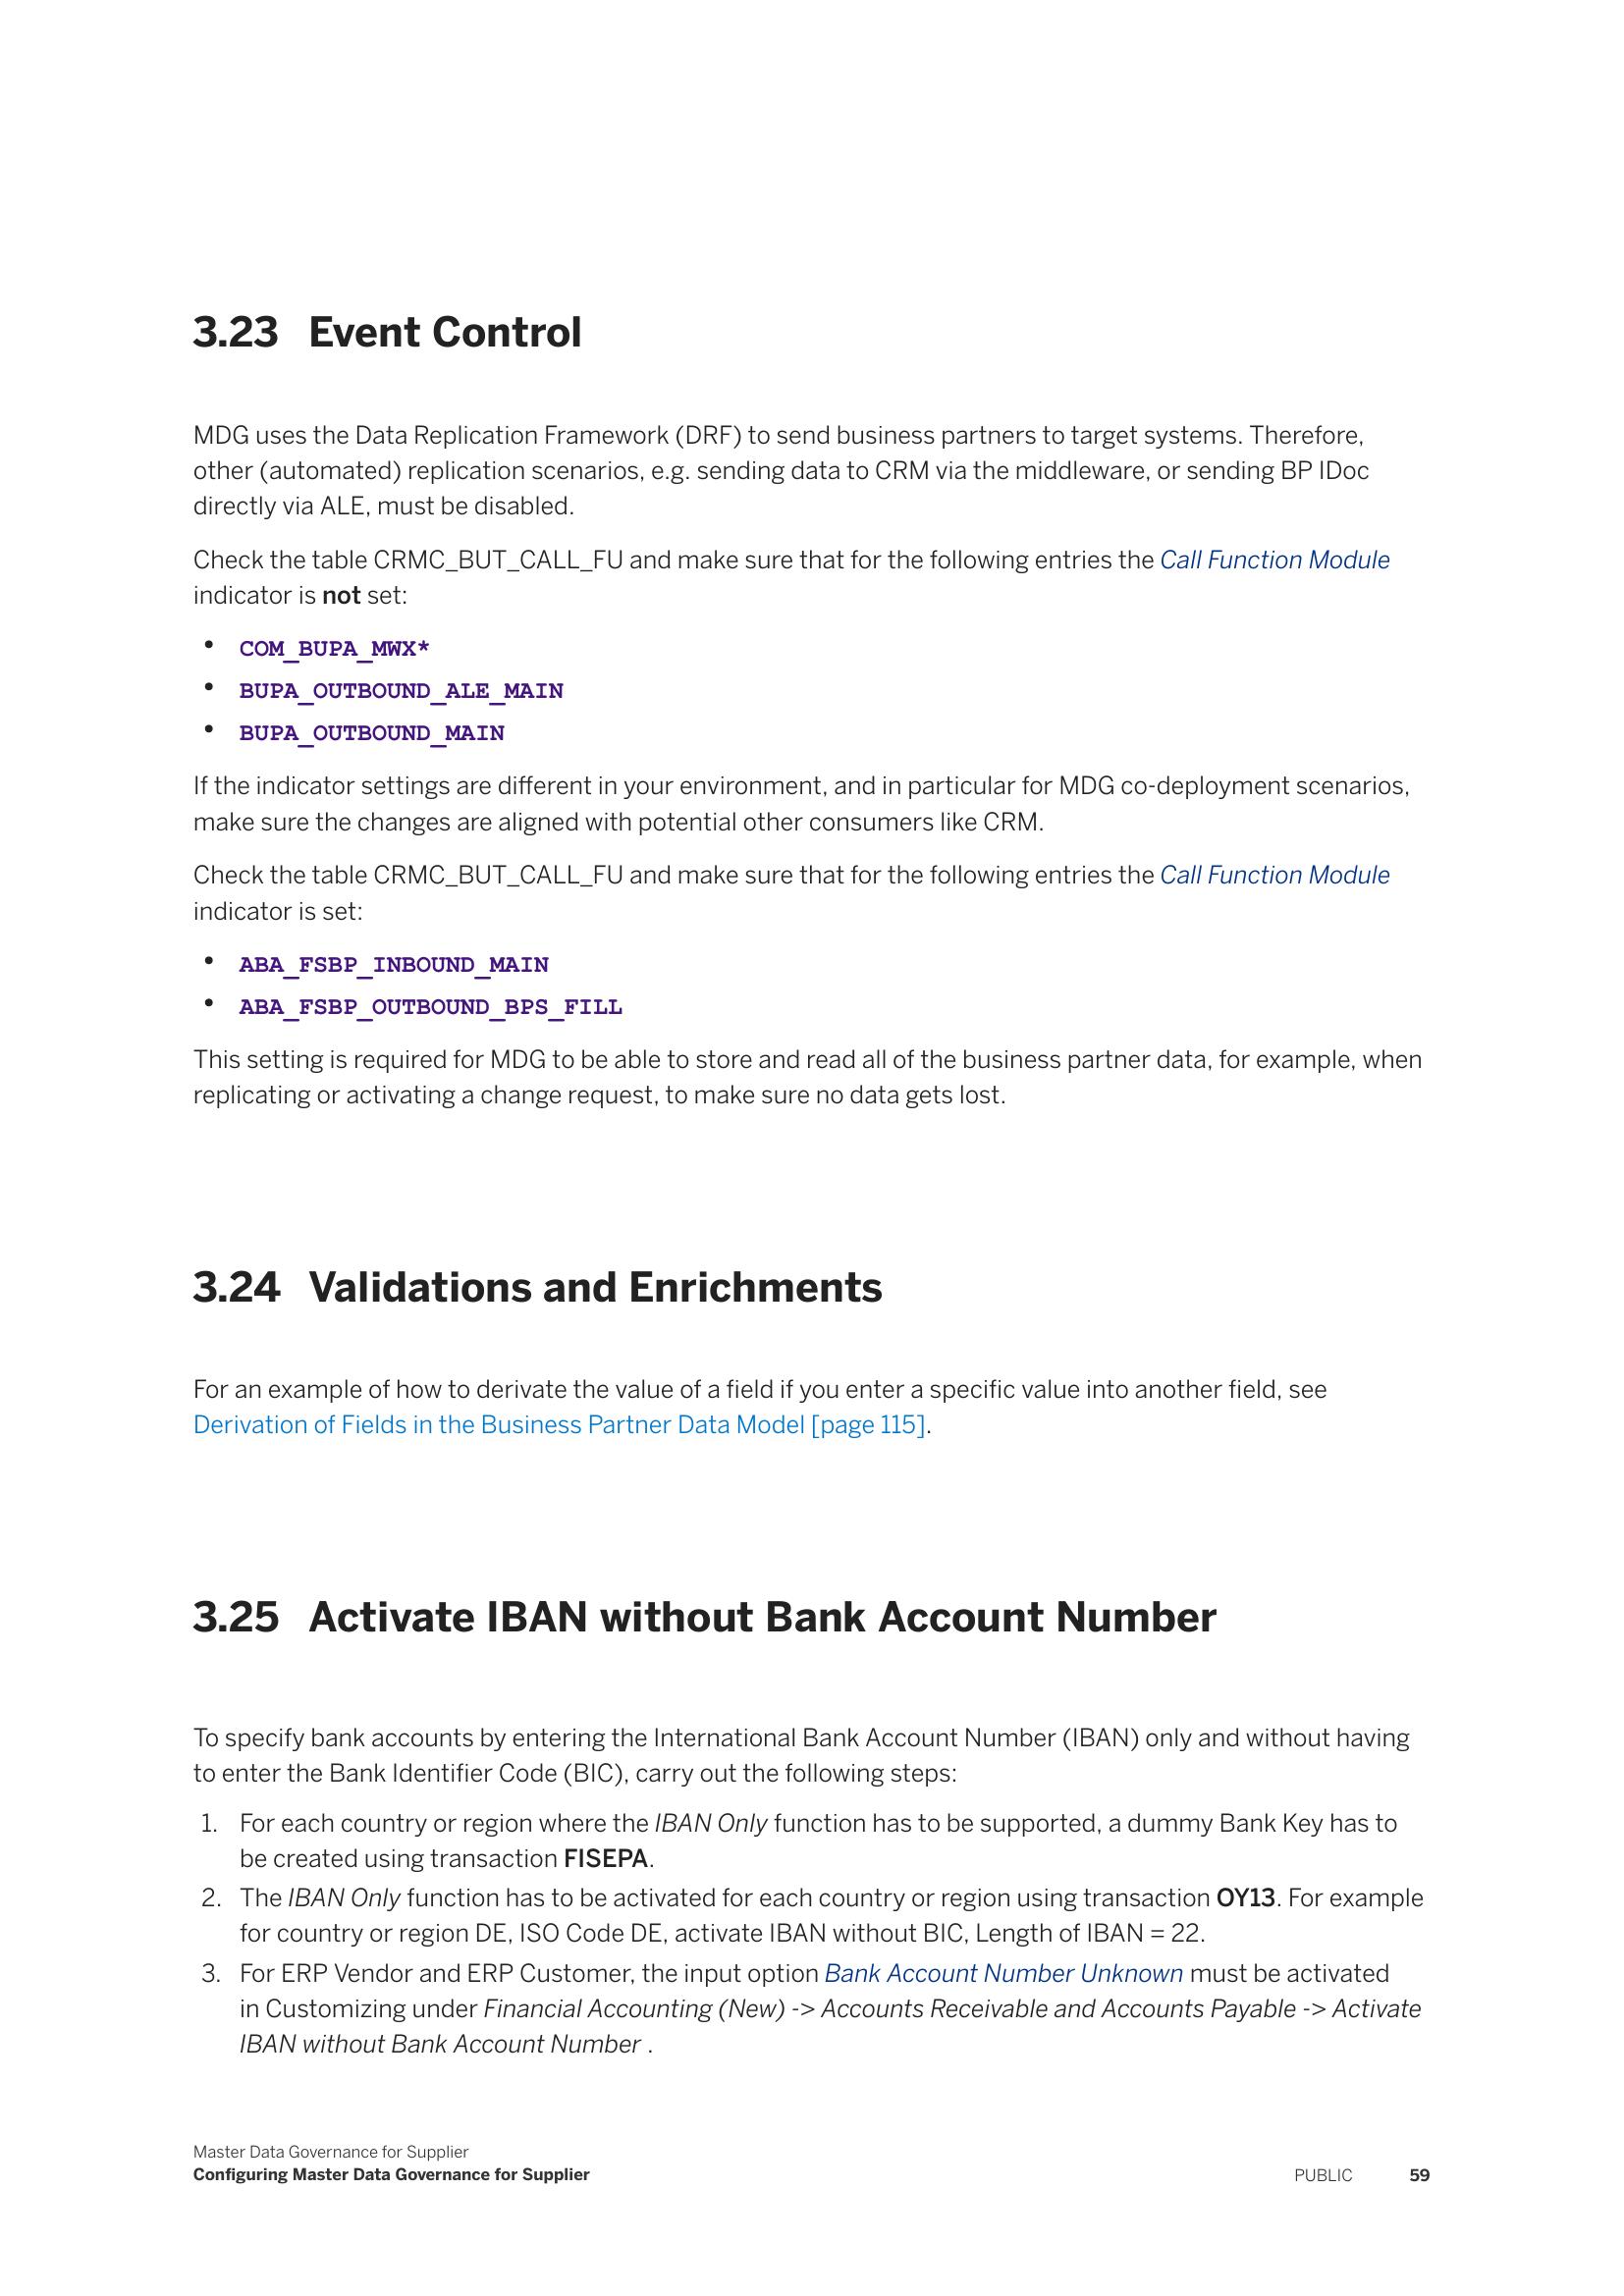 3.23 Event Control
MDG uses the Data Replication Framework (DRF) to send business partners to target systems. Therefore,
other (automated) replication scenarios, e.g. sending data to CRM via the middleware, or sending BP IDoc
directly via ALE, must be disabled.
Check the table CRMC_BUT_CALL_FU and make sure that for the following entries the Call Function Module
indicator is not set:
• COM_BUPA_MWX*
• BUPA_OUTBOUND_ALE_MAIN
• BUPA_OUTBOUND_MAIN
If the indicator settings are different in your environment, and in particular for MDG co-deployment scenarios,
make sure the changes are aligned with potential other consumers like CRM.
Check the table CRMC_BUT_CALL_FU and make sure that for the following entries the Call Function Module
indicator is set:
• ABA_FSBP_INBOUND_MAIN
• ABA_FSBP_OUTBOUND_BPS_FILL
This setting is required for MDG to be able to store and read all of the business partner data, for example, when
replicating or activating a change request, to make sure no data gets lost.
3.24 Validations and Enrichments
For an example of how to derivate the value of a field if you enter a specific value into another field, see
Derivation of Fields in the Business Partner Data Model [page 115].
3.25 Activate IBAN without Bank Account Number
To specify bank accounts by entering the International Bank Account Number (IBAN) only and without having
to enter the Bank Identifier Code (BIC), carry out the following steps:
1. For each country or region where the IBAN Only function has to be supported, a dummy Bank Key has to
be created using transaction FISEPA.
2. The IBAN Only function has to be activated for each country or region using transaction OY13. For example
for country or region DE, ISO Code DE, activate IBAN without BIC, Length of IBAN = 22.
3. For ERP Vendor and ERP Customer, the input option Bank Account Number Unknown must be activated
in Customizing under Financial Accounting (New) -> Accounts Receivable and Accounts Payable -> Activate
IBAN without Bank Account Number .
Master Data Governance for Supplier
Configuring Master Data Governance for Supplier
PUBLIC 59